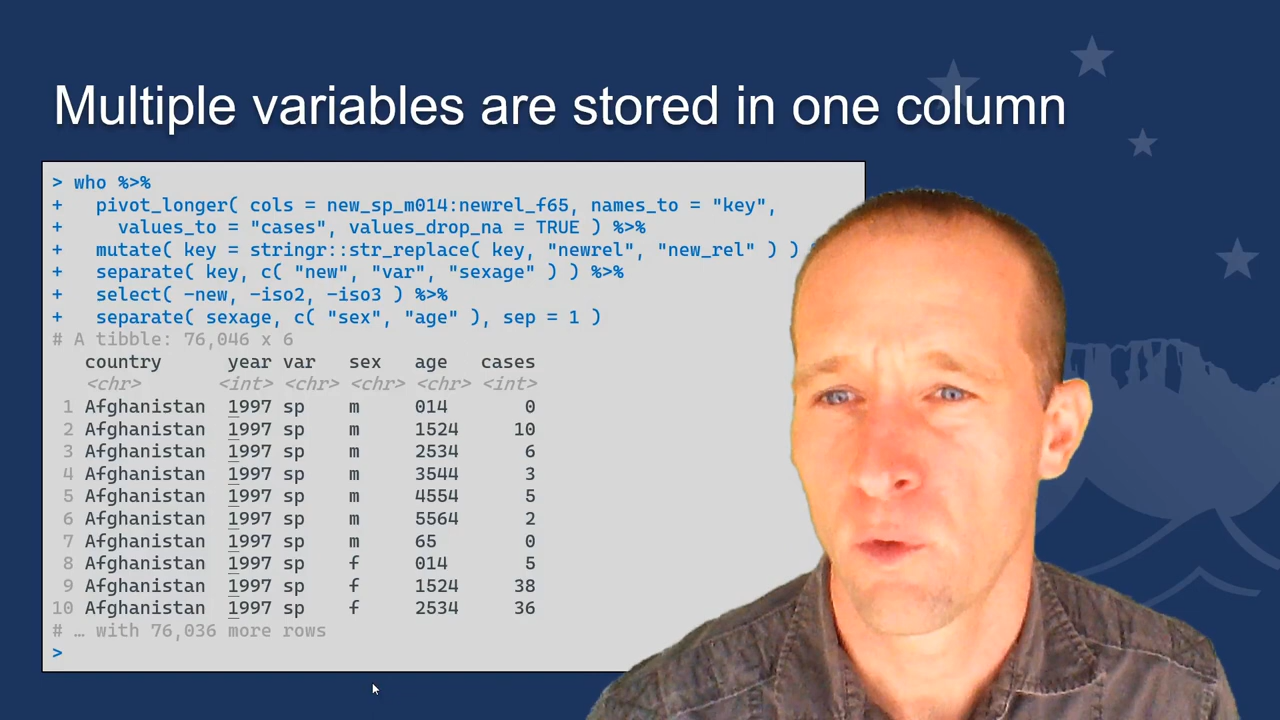 Multiple variables are stored in one column
> who %>%
+   pivot_longer( cols = new_sp_m014:newrel_f65, names_to = "key",
+     values_to = "cases", values_drop_na = TRUE ) %>%
+   mutate( key = stringr::str_replace( key, "newrel", "new_rel" ) )
+   separate( key, c( "new", "var", "sexage" ) ) %>%
+   select( -new, -iso2, -iso3 ) %>%
+   separate( sexage, c( "sex", "age" ), sep = 1 )
# A tibble: 76,046 x 6
   country      year var   sex   age   cases
   <chr>       <int> <chr> <chr> <chr> <int>
 1 Afghanistan  1997 sp    m     014       0
 2 Afghanistan  1997 sp    m     1524     10
 3 Afghanistan  1997 sp    m     2534      6
 4 Afghanistan  1997 sp    m     3544      3
 5 Afghanistan  1997 sp    m     4554      5
 6 Afghanistan  1997 sp    m     5564      2
 7 Afghanistan  1997 sp    m     65        0
 8 Afghanistan  1997 sp    f     014       5
 9 Afghanistan  1997 sp    f     1524     38
10 Afghanistan  1997 sp    f     2534     36
# … with 76,036 more rows
>